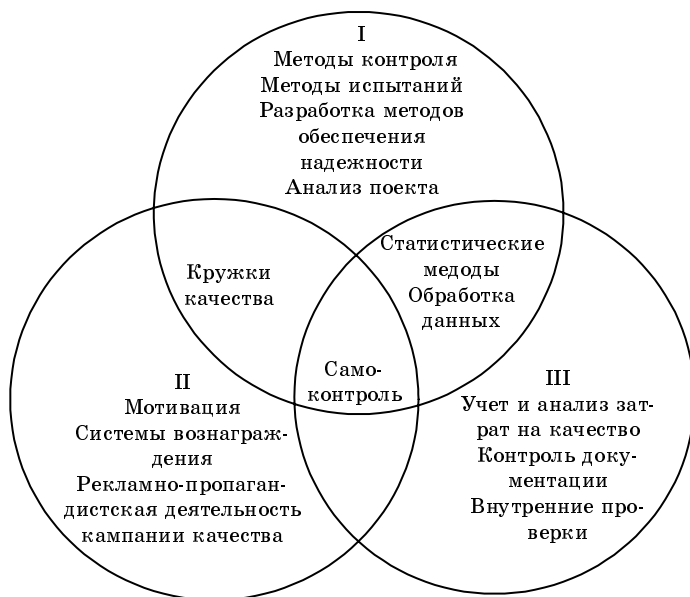 I
Методы контроля
Методы испытаний
Разработка методов
обеспечения
надежности
Анализ поекта
Кружки
качества
Статистические
медоды
Обработка
данных
Само-
контроль
II
Мотивация
Системы вознаграж-
дения
Рекламно-пропаган-
дистская деятельность
кампании качества
III
Учет и анализ зат-
рат на качество
Контроль доку-
ментации
Внутренние про-
верки